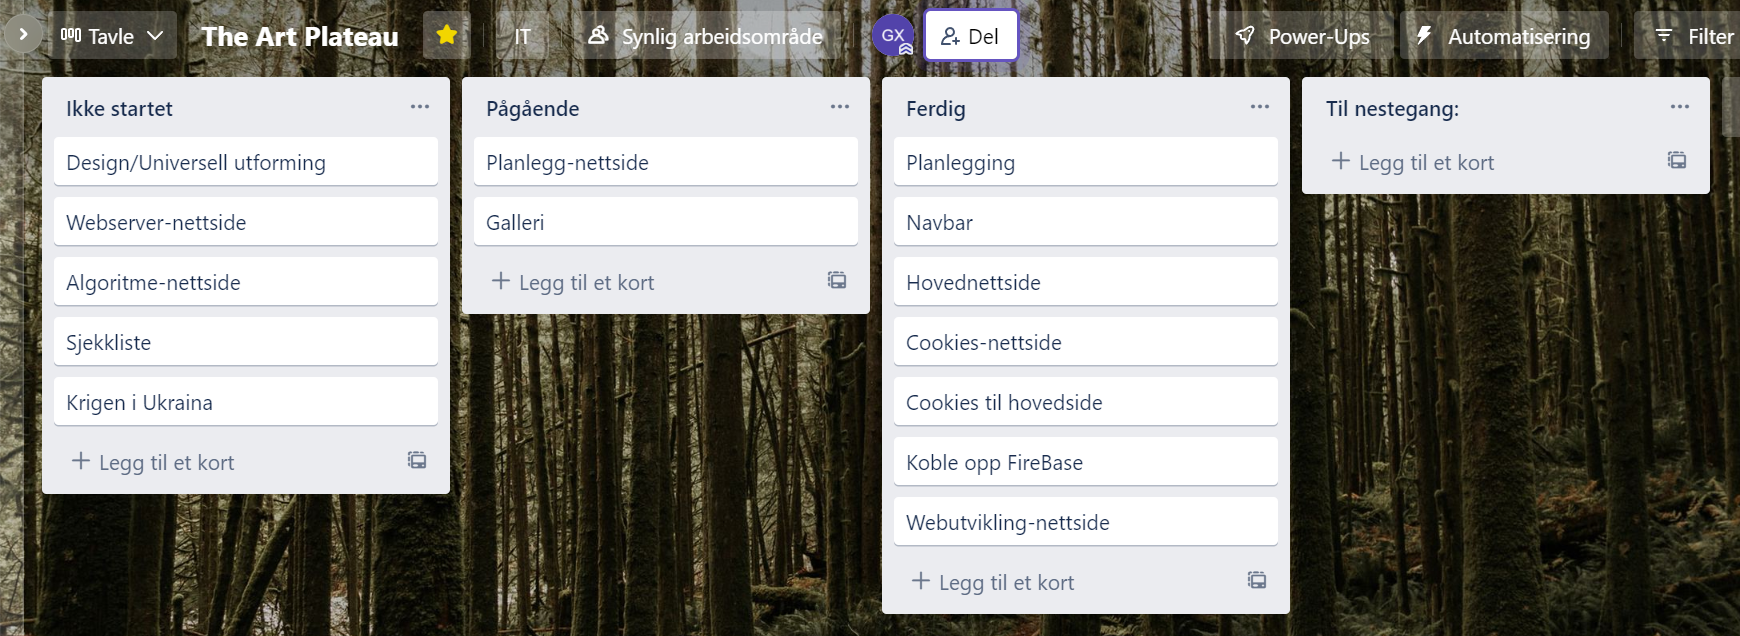 Tavle The Art Plateau IT Synlig arbeidsområde GX Del Power-Ups Automatisering Filter
Ikke startet
Design/Universell utforming
Webserver-nettside
Algoritme-nettside
Sjekkliste
Krigen i Ukraina
Legg til et kort
Pågående
Planlegg-nettside
Galleri
Legg til et kort
Ferdig
Planlegging
Navbar
Hovednettside
Cookies-nettside
Cookies til hovedside
Koble opp FireBase
Webutvikling-nettside
Legg til et kort
Til nestegang:
Legg til et kort